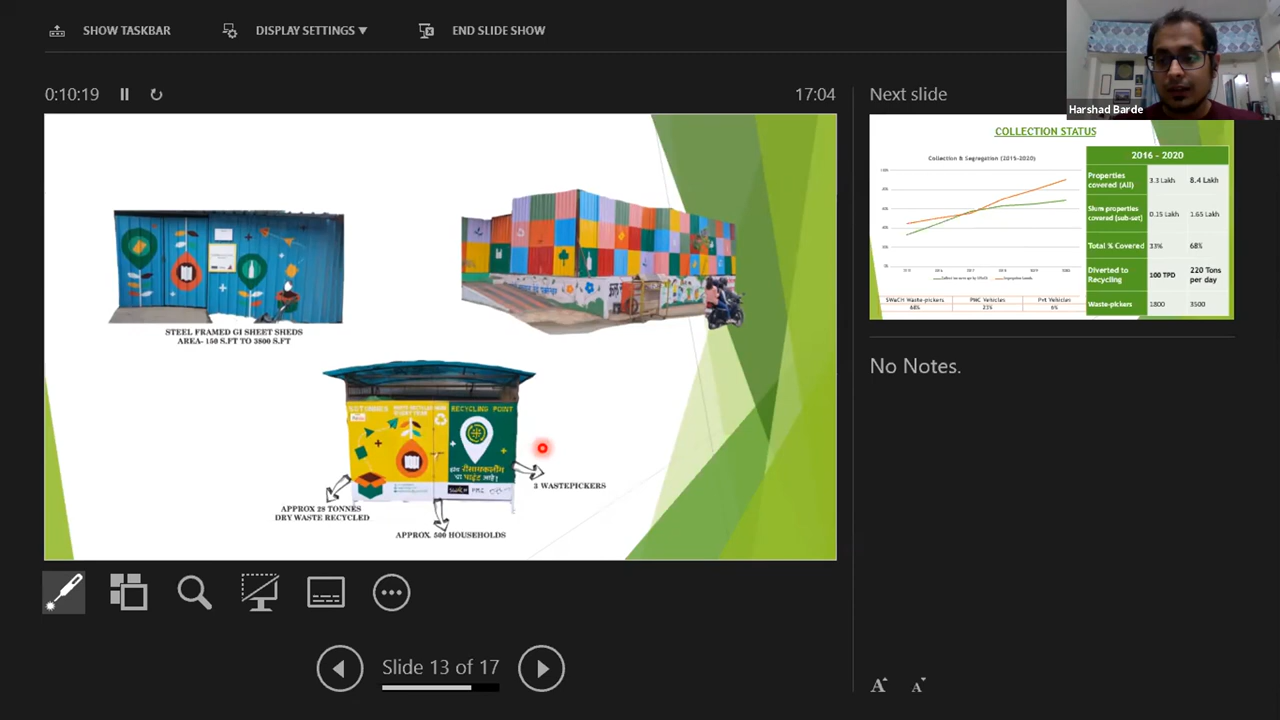 SHOW TASKBAR
DISPLAY SETTINGS
END SLIDE SHOW
Harshad Barde
0:10:19
17:04
Next slide
STEEL FRAMED GI SHEET SHEDS
AREA- 150 S.FT TO 3800 S.FT
RECYCLING POINT
PMC
3 WASTEPICKERS
APPROX 28 TONNES
DRY WASTE RECYCLED
APPROX. 500 HOUSEHOLDS
COLLECTION STATUS
Collection & Segregation (2015-2020)
2016 - 2020
Properties covered (All) 3.3 Lakh 8.4 Lakh
Slum properties covered (sub-set) 0.15 Lakh 1.65 Lakh
Total % Covered 33% 68%
Diverted to Recycling 100 TPD 220 Tons per day
Waste-pickers 1800 3500
SWaCH Waste-pickers PMC Vehicles Pvt Vehicles
No Notes.
Slide 13 of 17
A A